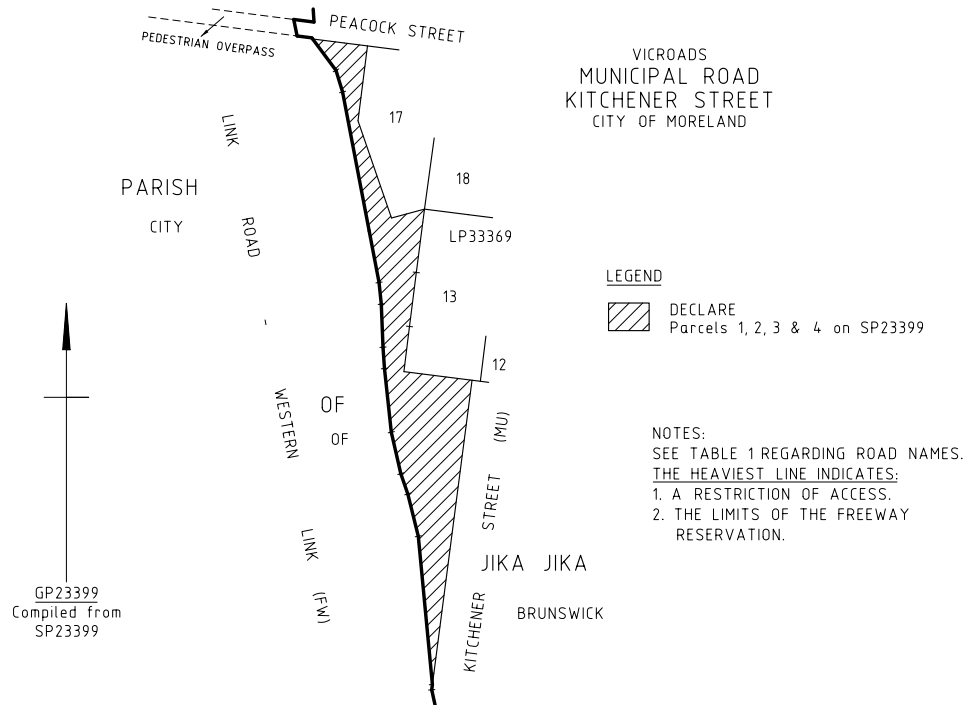 PEACOCK STREET
PEDESTRIAN OVERPASS
VICROADS
MUNICIPAL ROAD
KITCHENER STREET
CITY OF MORELAND
17
LINK
18
PARISH
CITY
ROAD
LP33369
LEGEND
13
DECLARE
Parcels 1, 2, 3 & 4 on SP23399
-
12
WESTERN
OF
OF
(MU)
NOTES:
SEE TABLE 1 REGARDING ROAD NAMES.
THE HEAVIEST LINE INDICATES:
1. A RESTRICTION OF ACCESS.
2. THE LIMITS OF THE FREEWAY
RESERVATION.
STREET
LINK
JIKA JIKA
(FW)
KITCHENER
BRUNSWICK
GP23399
Compiled from
SP23399